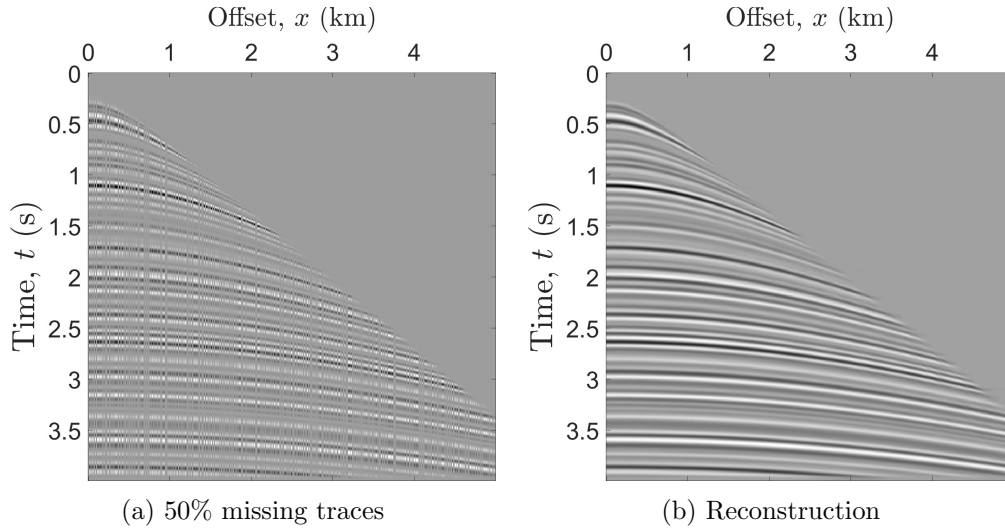 Offset, x (km)
0 1 2 3 4
Time, t (s)
0
0.5
1
1.5
2
2.5
3
3.5
(a) 50% missing traces
Offset, x (km)
0 1 2 3 4
Time, t (s)
0
0.5
1
1.5
2
2.5
3
3.5
(b) Reconstruction